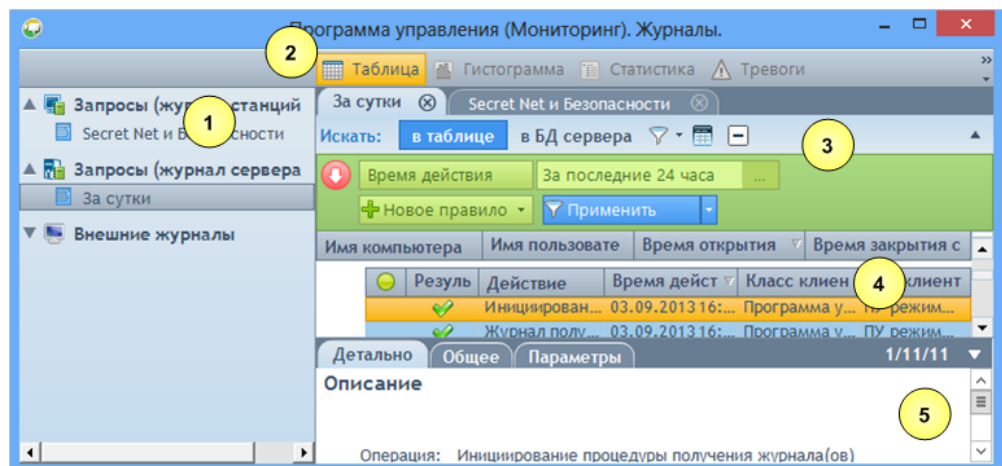 Программа управления (Мониторинг). Журналы.
2
Таблица Гистограмма Статистика Тревоги
Запросы (жу станций
1
Secret Net и Б сности
Запросы (журнал сервера
За сутки
Внешние журналы
За сутки Secret Net и Безопасности
Искать: в таблице в БД сервера
3
Время действия За последние 24 часа ...
Новое правило Применить
Имя компьютера Имя пользовате Время открытия Время закрытия с
Резуль Действие Время дейст Класс клиен клиент
4
Инициирован... 03.09.2013 16:... Программа у... ПУ режим...
Журнал полу... 03.09.2013 16:... Программа у... ПУ режим...
Детально Общее Параметры 1/11/11
Описание
5
Операция: Инициирование процедуры получения журнала(ов)